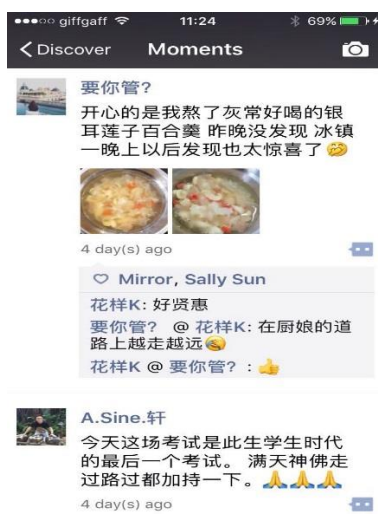 giffgaff 11:24 69%
Discover Moments
要你管?
开心的是我熬了灰常好喝的银
耳莲子百合羹 昨晚没发现 冰镇
一晚上以后发现也太惊喜了
4 day(s) ago
Mirror, Sally Sun
花样K: 好贤惠
要你管? @ 花样K: 在厨娘的道
路上越走越远
花样K @ 要你管? :
A.Sine.轩
今天这场考试是此生学生时代
的最后一个考试。 满天神佛走
过路过都加持一下。
4 day(s) ago